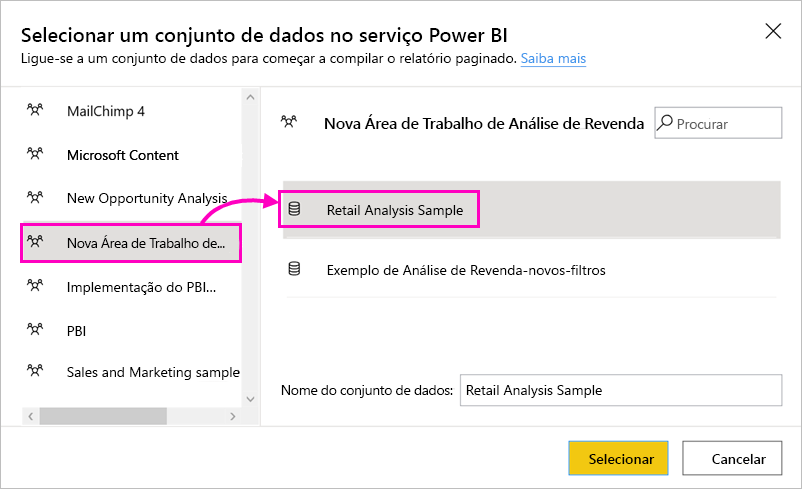 Selecionar um conjunto de dados no serviço Power BI
Ligue-se a um conjunto de dados para começar a compilar o relatório paginado. Saiba mais
MailChimp 4
Microsoft Content
New Opportunity Analysis
Nova Área de Trabalho de...
Implementação do PBI...
PBI
Sales and Marketing sample
Nova Área de Trabalho de Análise de Revenda
Procurar
Retail Analysis Sample
Exemplo de Análise de Revenda-novos-filtros
Nome do conjunto de dados: Retail Analysis Sample
Selecionar
Cancelar